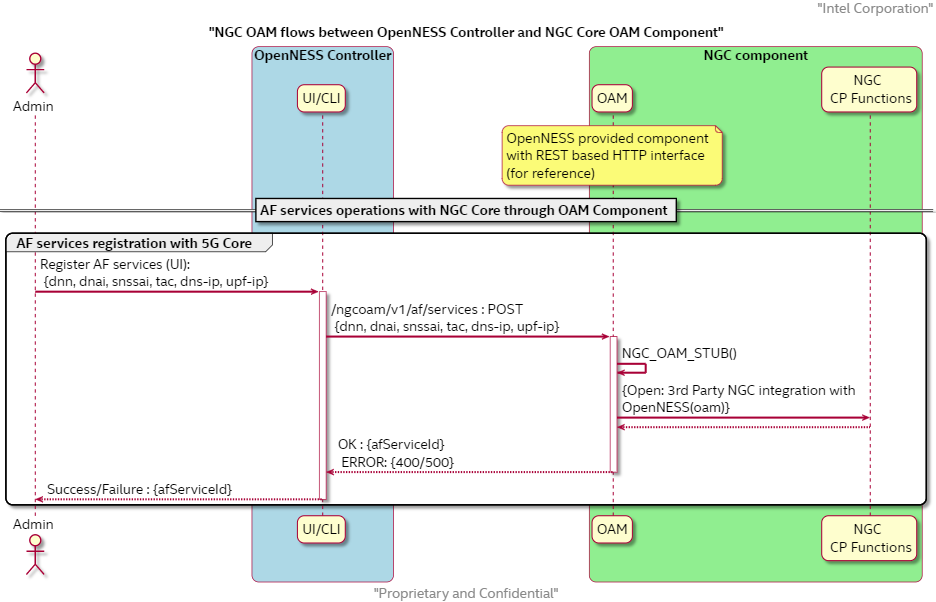 "Intel Corporation"
"NGC OAM flows between OpenNESS Controller and NGC Core OAM Component"
OpenNESS Controller
NGC component
Admin
UI/CLI
OAM
NGC
CP Functions
OpenNESS provided component
with REST based HTTP interface
(for reference)
AF services operations with NGC Core through OAM Component
AF services registration with 5G Core
Register AF services (UI):
{dnn, dnai, snssai, tac, dns-ip, upf-ip}
/ngcoam/v1/af/services : POST
{dnn, dnai, snssai, tac, dns-ip, upf-ip}
NGC_OAM_STUB()
{Open: 3rd Party NGC integration with
OpenNESS(oam)}
OK : {afServiceId}
ERROR: {400/500}
Success/Failure : {afServiceId}
Admin
UI/CLI
OAM
NGC
CP Functions
"Proprietary and Confidential"